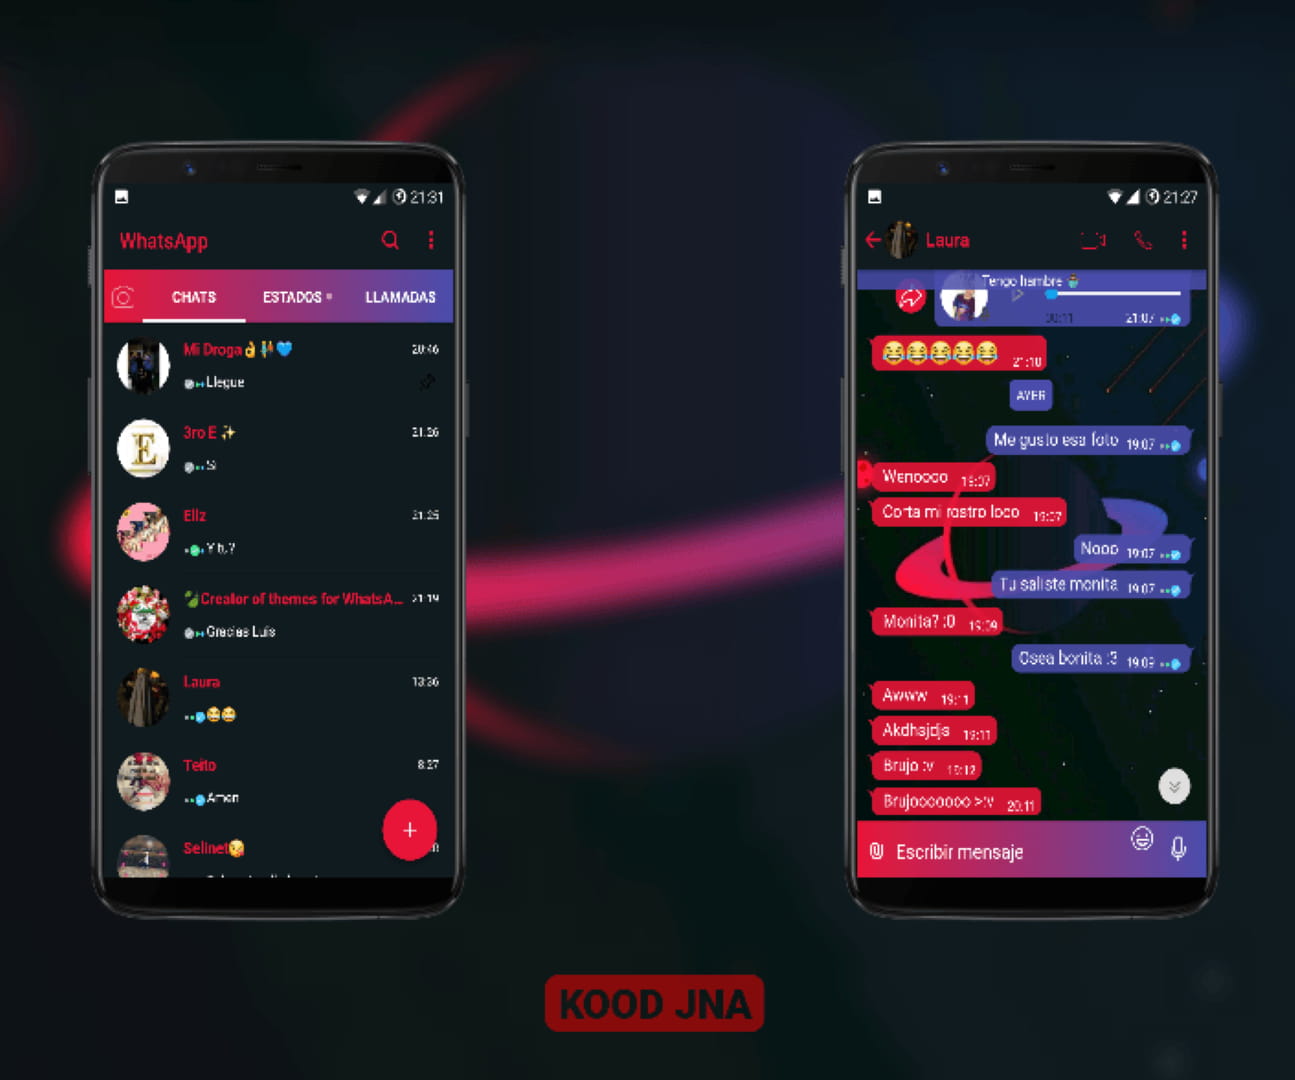 21:31
WhatsApp
CHATS ESTADOS LLAMADAS
Mi Droga👌👬💙 20:46
Llegue
3ro E ✨ 21:26
Si
21:25
Creator of themes for WhatsA... 21:19
Gracias Luis
Laura 13:36
😂😂
Teito 8:27
Amen
Selinet
+
21:27
Laura
Tengo hambre
00:11 21:07
😂😂😂😂😂 21:10
AYER
Me gusto esa foto 19:07
Wenoooo 19:07
Corta mi rostro loco 19:07
Nooo 19:07
Tu saliste monita 19:07
Monita? :0 19:09
Osea bonita :3 19:09
Awww 19:11
Akdhsjdjs 19:11
Brujo :v 19:12
Brujooooooo >:v 20:11
Escribir mensaje
KOOD JNA